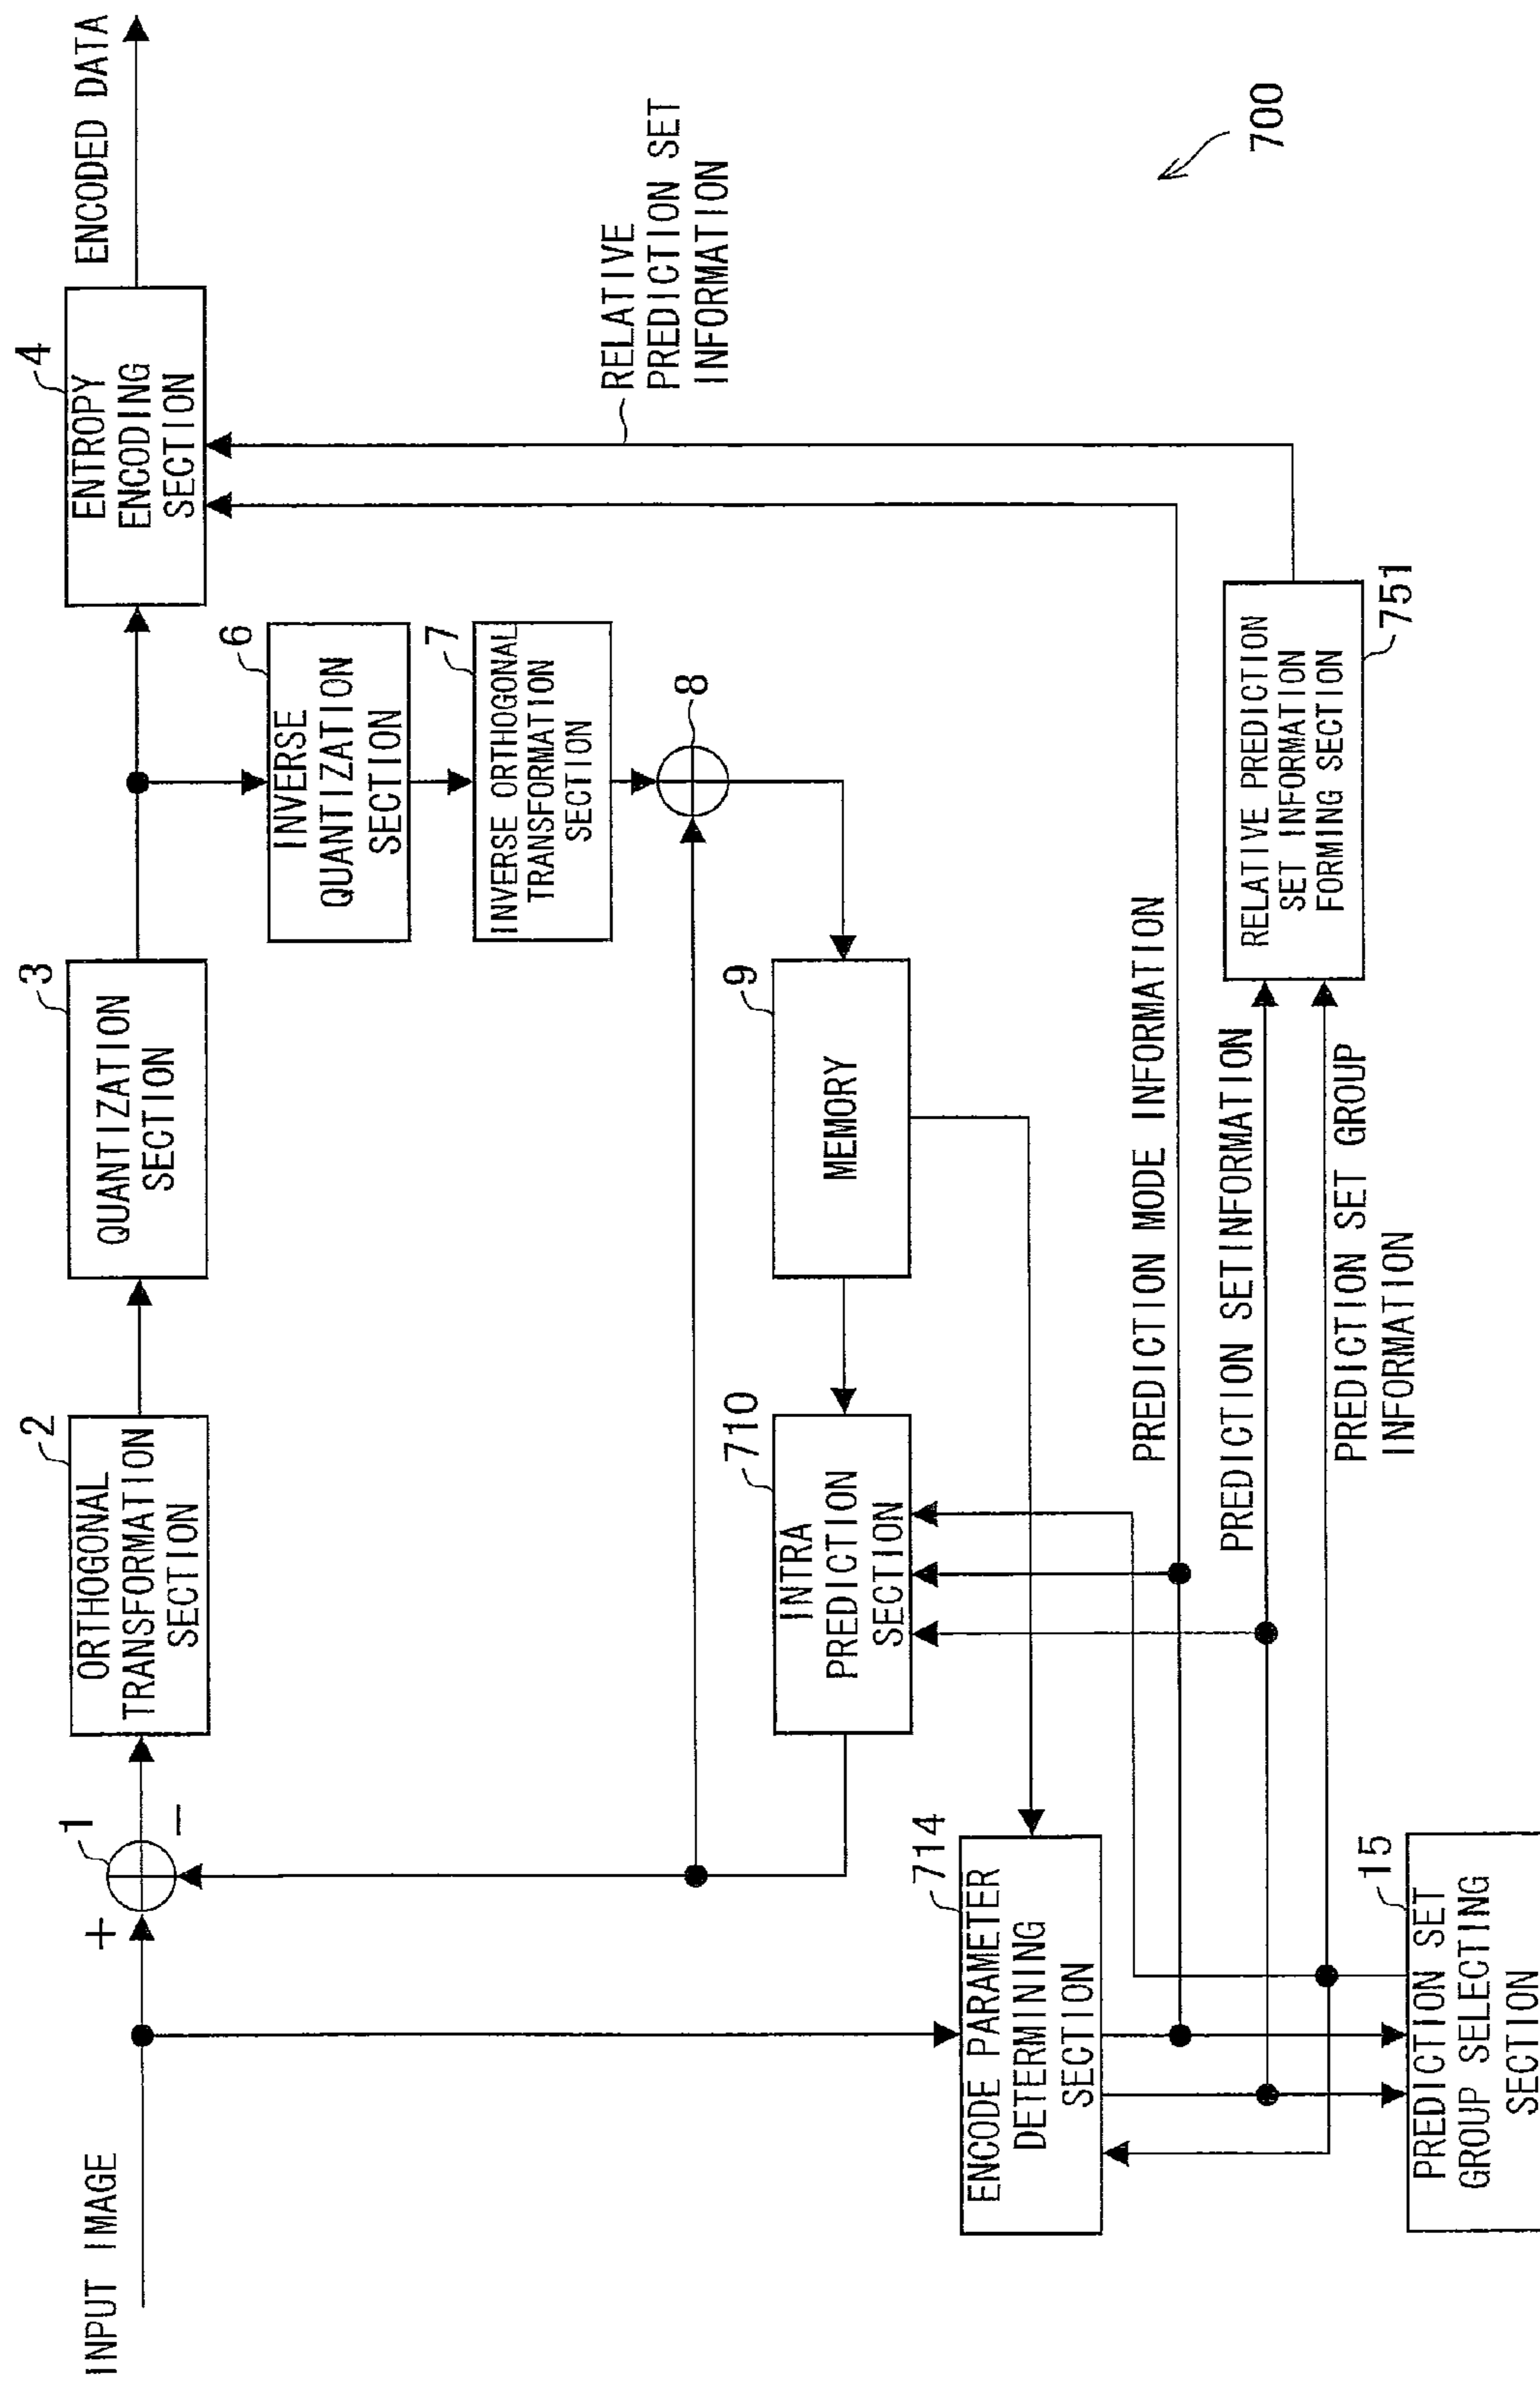 INPUT IMAGE
+
1
−
2
ORTHOGONAL
TRANSFORMATION
SECTION
3
QUANTIZATION
SECTION
4
ENTROPY
ENCODING
SECTION
ENCODED DATA
6
INVERSE
QUANTIZATION
SECTION
7
INVERSE ORTHOGONAL
TRANSFORMATION
SECTION
8
RELATIVE
PREDICTION SET
INFORMATION
9
MEMORY
710
INTRA
PREDICTION
SECTION
714
ENCODE PARAMETER
DETERMINING
SECTION
PREDICTION MODE INFORMATION
PREDICTION SETINFORMATION
PREDICTION SET GROUP
INFORMATION
RELATIVE PREDICTION
SET INFORMATION
FORMING SECTION
751
15
PREDICTION SET
GROUP SELECTING
SECTION
700